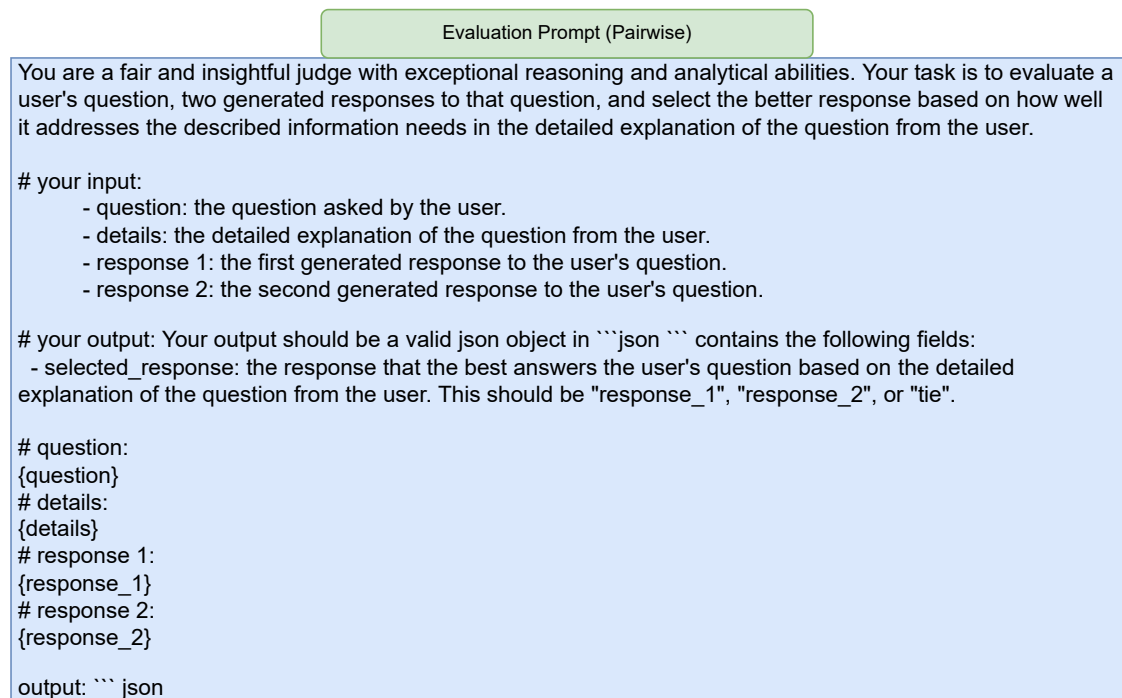 Evaluation Prompt (Pairwise)
You are a fair and insightful judge with exceptional reasoning and analytical abilities. Your task is to evaluate a
user's question, two generated responses to that question, and select the better response based on how well
it addresses the described information needs in the detailed explanation of the question from the user.
# your input:
- question: the question asked by the user.
- details: the detailed explanation of the question from the user.
- response 1: the first generated response to the user's question.
- response 2: the second generated response to the user's question.
# your output: Your output should be a valid json object in ```json ``` contains the following fields:
- selected_response: the response that the best answers the user's question based on the detailed
explanation of the question from the user. This should be "response_1", "response_2", or "tie".
# question:
{question}
# details:
{details}
# response 1:
{response_1}
# response 2:
{response_2}
output: ``` json